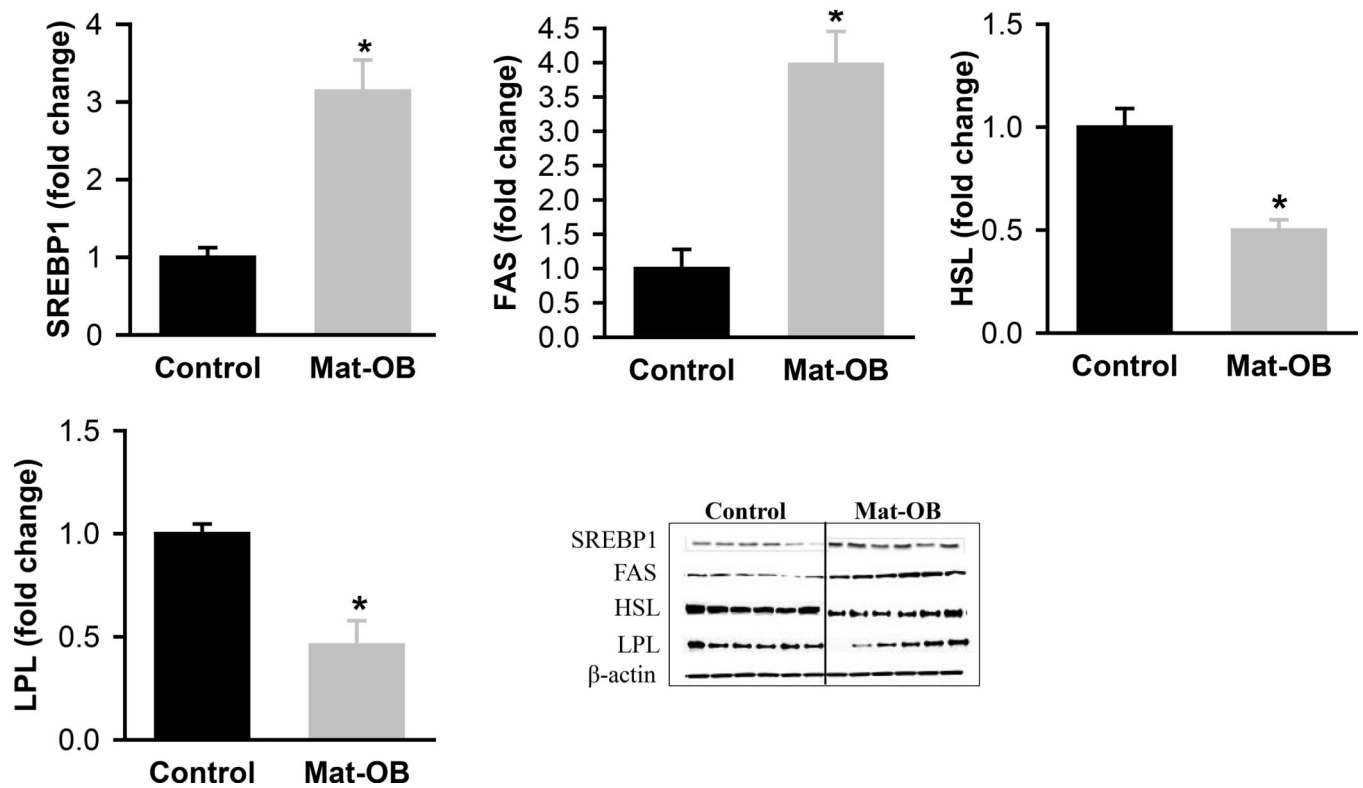 SREBP1 (fold change)
4
3
2
1
0
*
Control Mat-OB
FAS (fold change)
4.5
4.0
3.5
3.0
2.5
2.0
1.5
1.0
0.5
0.0
*
Control Mat-OB
HSL (fold change)
1.5
1.0
0.5
0.0
*
Control Mat-OB
LPL (fold change)
1.5
1.0
0.5
0.0
*
Control Mat-OB
Control Mat-OB
SREBP1
FAS
HSL
LPL
β-actin